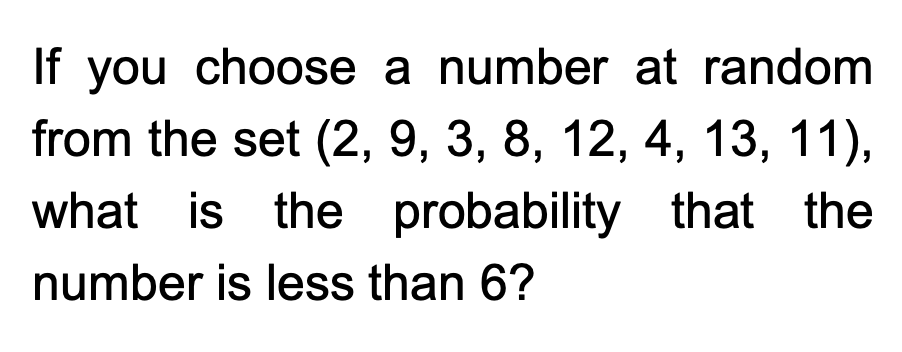 If you choose a number at random
from the set (2, 9, 3, 8, 12, 4, 13, 11),
what is the probability that the
number is less than 6?